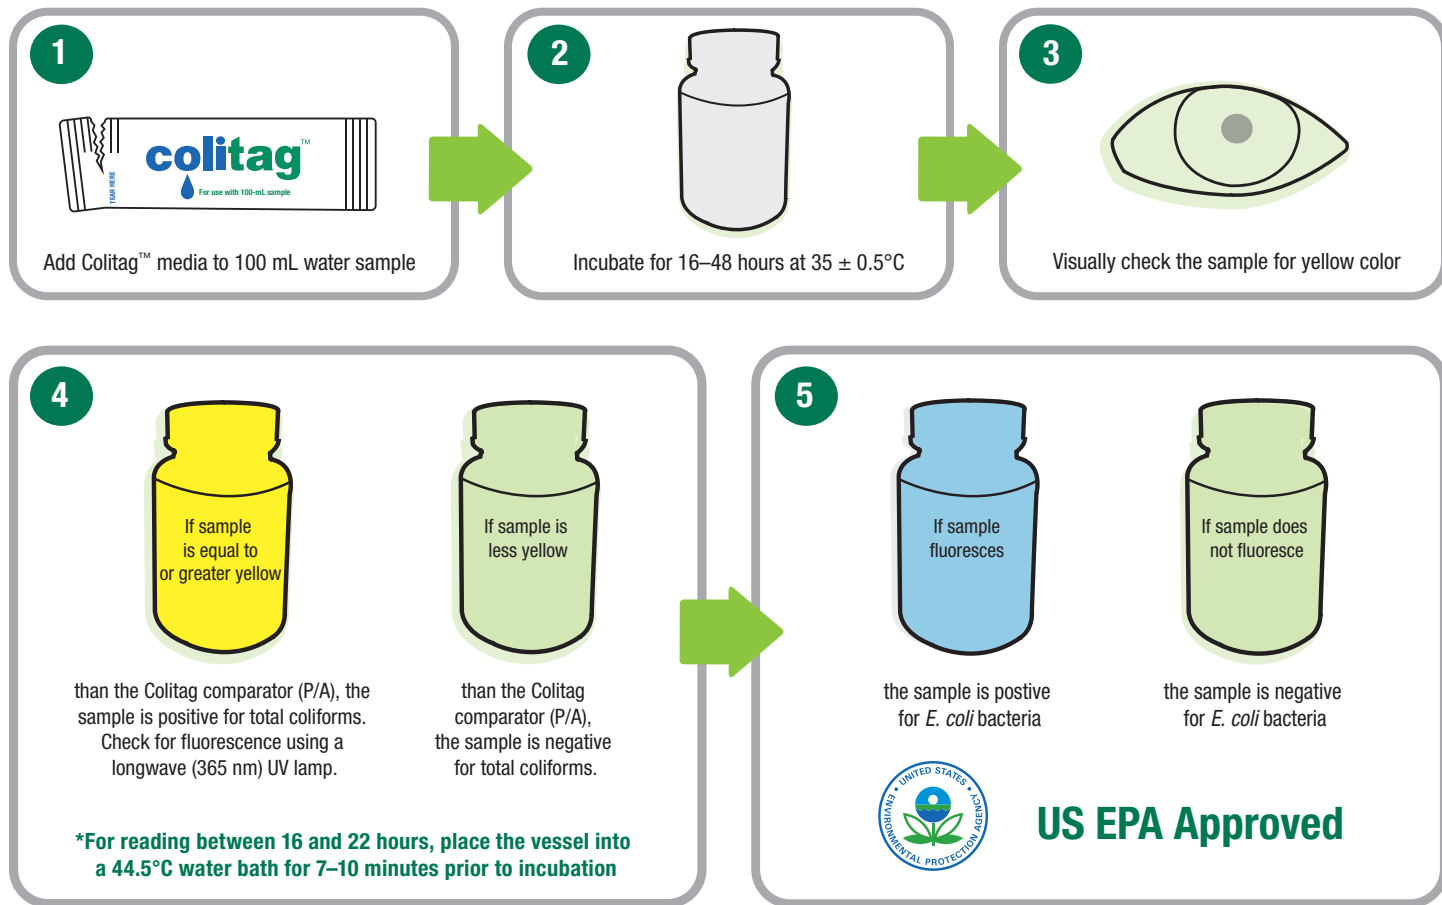 1
TEAR HERE
colitag™
For use with 100-mL sample
Add Colitag™ media to 100 mL water sample
2
Incubate for 16–48 hours at 35 ± 0.5°C
3
Visually check the sample for yellow color
4
If sample
is equal to
or greater yellow
than the Colitag comparator (P/A), the
sample is positive for total coliforms.
Check for fluorescence using a
longwave (365 nm) UV lamp.
If sample is
less yellow
than the Colitag
comparator (P/A),
the sample is negative
for total coliforms.
*For reading between 16 and 22 hours, place the vessel into
a 44.5°C water bath for 7–10 minutes prior to incubation
5
If sample
fluoresces
the sample is postive
for E. coli bacteria
If sample does
not fluoresce
the sample is negative
for E. coli bacteria
UNITED STATES
ENVIRONMENTAL PROTECTION AGENCY
US EPA Approved